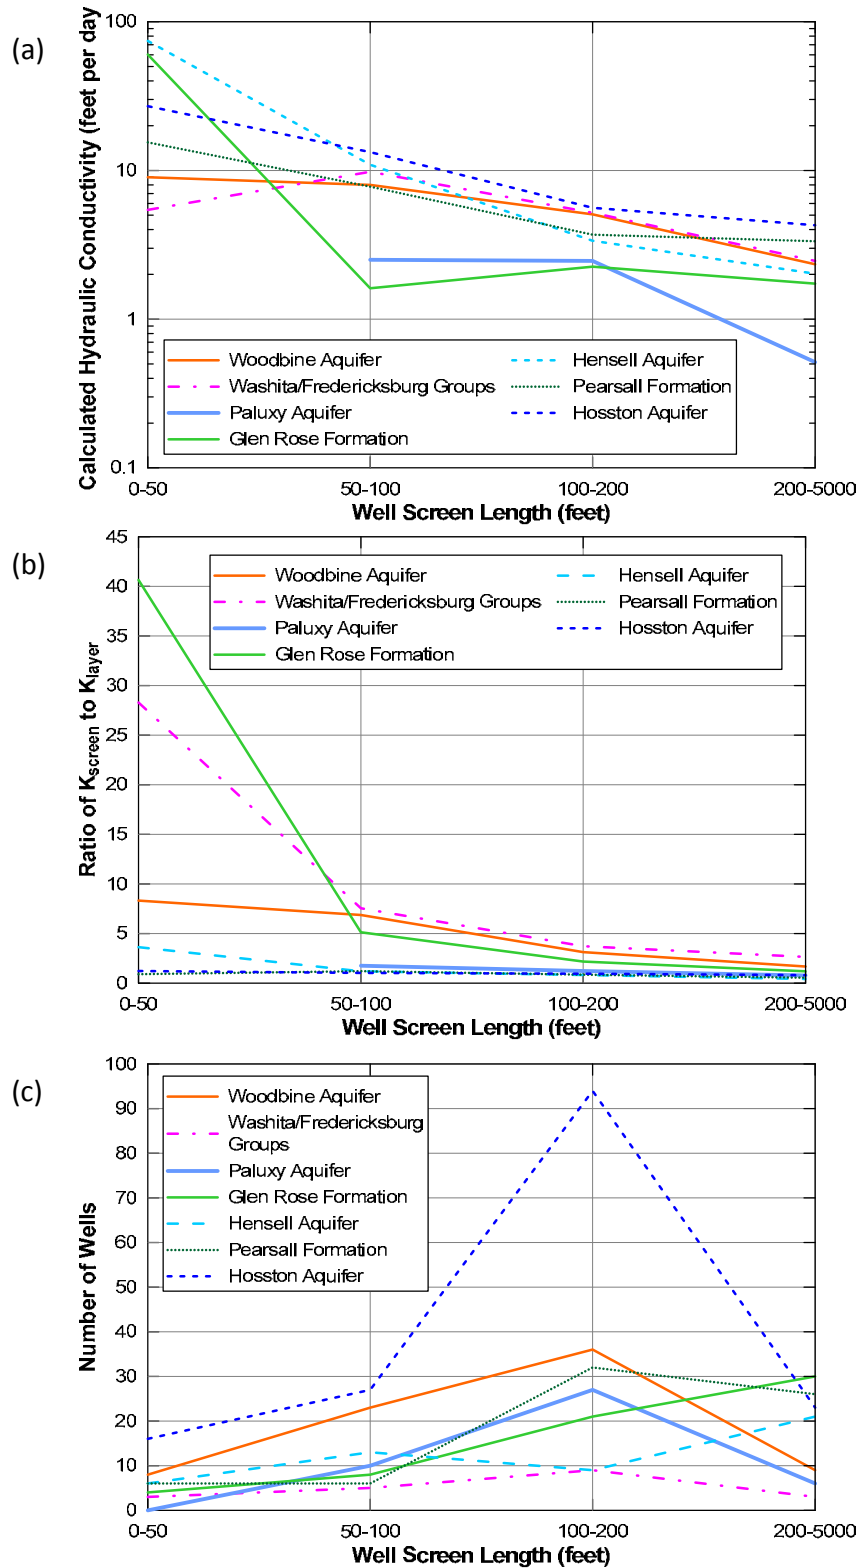 (a)
Calculated Hydraulic Conductivity (feet per day
100
10
1
0.1
Woodbine Aquifer
Washita/Fredericksburg Groups
Paluxy Aquifer
Glen Rose Formation
Hensell Aquifer
Pearsall Formation
Hosston Aquifer
0-50 50-100 100-200 200-5000
Well Screen Length (feet)
(b)
Ratio of Kscreen to Klayer
45
40
35
30
25
20
15
10
5
0
Woodbine Aquifer
Washita/Fredericksburg Groups
Paluxy Aquifer
Glen Rose Formation
Hensell Aquifer
Pearsall Formation
Hosston Aquifer
0-50 50-100 100-200 200-5000
Well Screen Length (feet)
(c)
Number of Wells
100
90
80
70
60
50
40
30
20
10
0
Woodbine Aquifer
Washita/Fredericksburg
Groups
Paluxy Aquifer
Glen Rose Formation
Hensell Aquifer
Pearsall Formation
Hosston Aquifer
0-50 50-100 100-200 200-5000
Well Screen Length (feet)